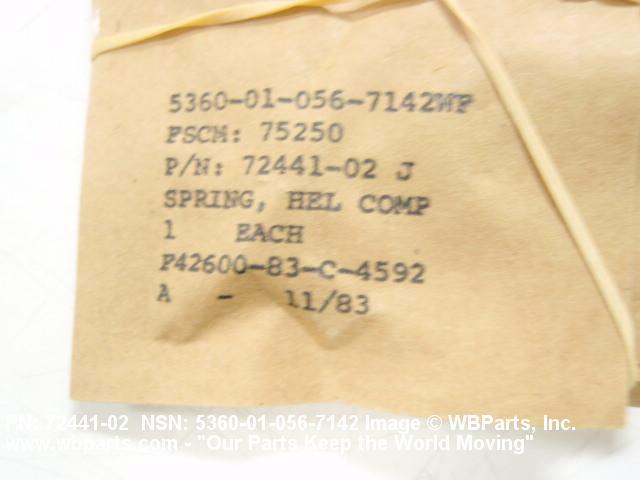 5360-01-056-7142WF
FSCM: 75250
P/N: 72441-02 J
SPRING, HEL COMP
1 EACH
F42600-83-C-4592
A - 11/83
PN: 72441-02 NSN: 5360-01-056-7142 Image © WBParts, Inc.
www.wbparts.com - "Our Parts Keep the World Moving"